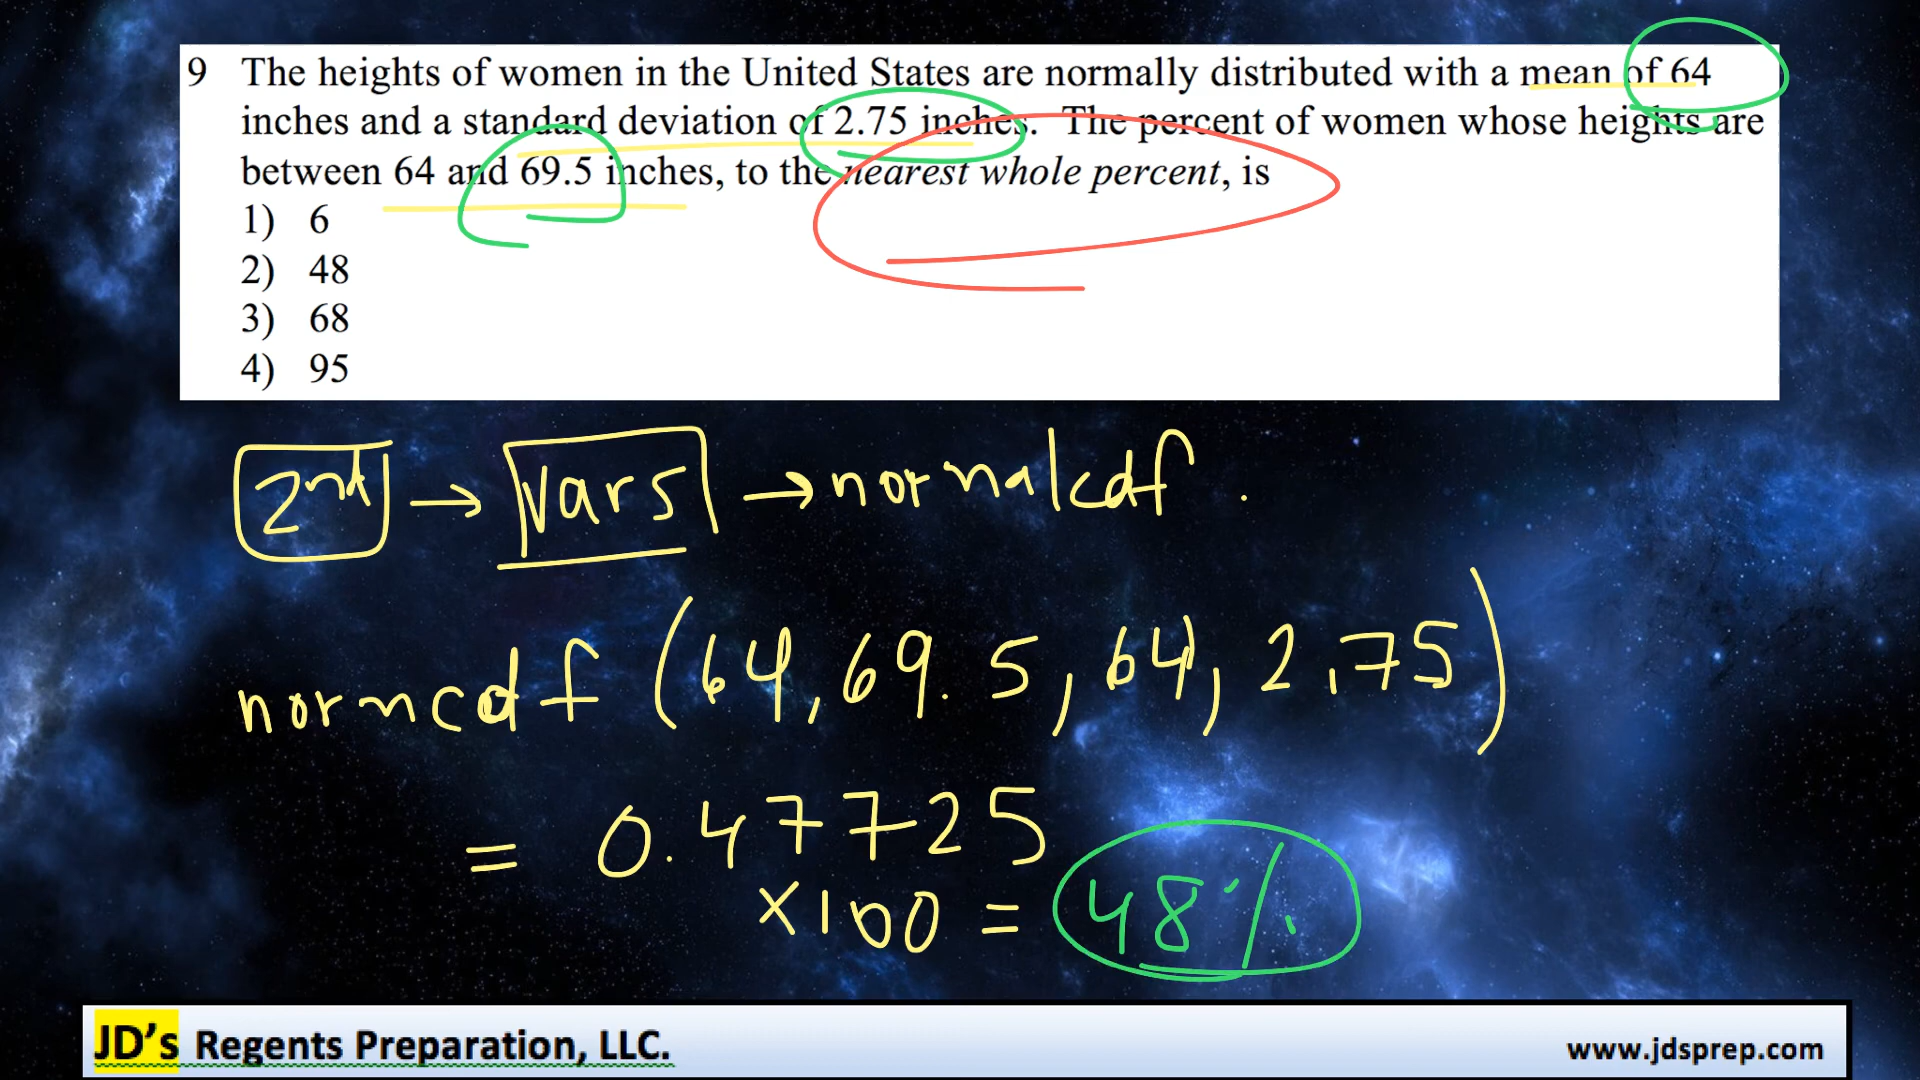 9 The heights of women in the United States are normally distributed with a mean of 64
inches and a standard deviation of 2.75 inches. The percent of women whose heights are
between 64 and 69.5 inches, to the nearest whole percent, is
1) 6
2) 48
3) 68
4) 95
2nd → Vars → normalcdf .
normcdf (64, 69.5, 64, 2.75)
= 0.47725
×100 = 48%
JD's Regents Preparation, LLC.
www.jdsprep.com